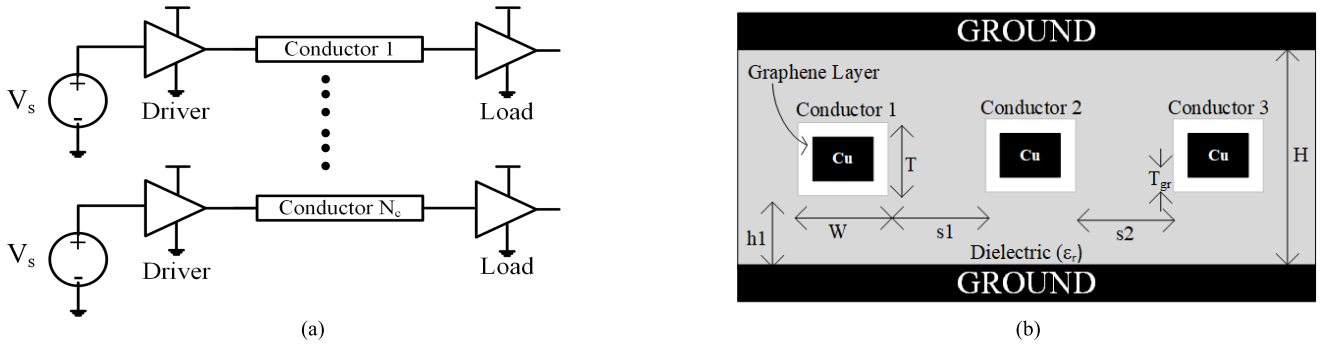 Conductor 1
+
V_s
-
Driver
Load
Conductor N_c
+
V_s
-
Driver
Load
(a)
GROUND
Graphene Layer
Conductor 1
Conductor 2
Conductor 3
Cu
Cu
Cu
T
T_gr
H
h1
W
s1
s2
Dielectric (ε_r)
GROUND
(b)